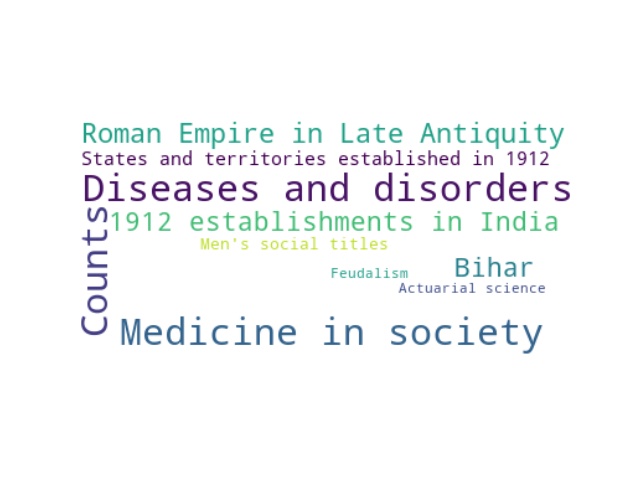 Roman Empire in Late Antiquity
States and territories established in 1912
Diseases and disorders
1912 establishments in India
Counts
Men's social titles
Bihar
Feudalism
Actuarial science
Medicine in society